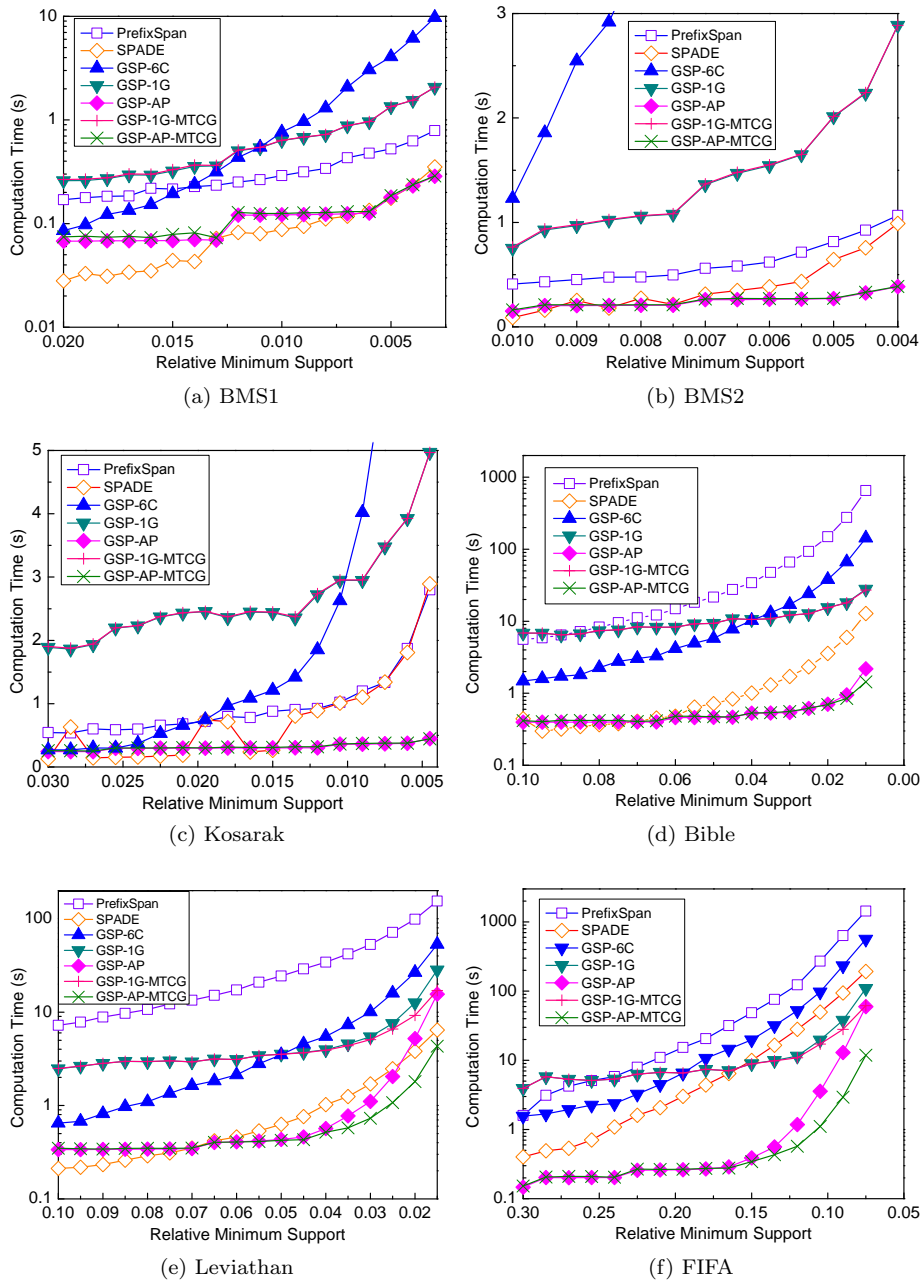 10
1
0.1
0.01
Computation Time (s)
PrefixSpan
SPADE
GSP-6C
GSP-1G
GSP-AP
GSP-1G-MTCG
GSP-AP-MTCG
0.020 0.015 0.010 0.005
Relative Minimum Support
(a) BMS1
3
2
1
0
Computation Time (s)
PrefixSpan
SPADE
GSP-6C
GSP-1G
GSP-AP
GSP-1G-MTCG
GSP-AP-MTCG
0.010 0.009 0.008 0.007 0.006 0.005 0.004
Relative Minimum Support
(b) BMS2
5
4
3
2
1
0
Computation Time (s)
PrefixSpan
SPADE
GSP-6C
GSP-1G
GSP-AP
GSP-1G-MTCG
GSP-AP-MTCG
0.030 0.025 0.020 0.015 0.010 0.005
Relative Minimum Support
(c) Kosarak
1000
100
10
1
0.1
Computation Time (s)
PrefixSpan
SPADE
GSP-6C
GSP-1G
GSP-AP
GSP-1G-MTCG
GSP-AP-MTCG
0.10 0.08 0.06 0.04 0.02 0.00
Relative Minimum Support
(d) Bible
100
10
1
0.1
Computation Time (s)
PrefixSpan
SPADE
GSP-6C
GSP-1G
GSP-AP
GSP-1G-MTCG
GSP-AP-MTCG
0.10 0.09 0.08 0.07 0.06 0.05 0.04 0.03 0.02
Relative Minimum Support
(e) Leviathan
1000
100
10
1
0.1
Computation Time (s)
PrefixSpan
SPADE
GSP-6C
GSP-1G
GSP-AP
GSP-1G-MTCG
GSP-AP-MTCG
0.30 0.25 0.20 0.15 0.10 0.05
Relative Minimum Support
(f) FIFA